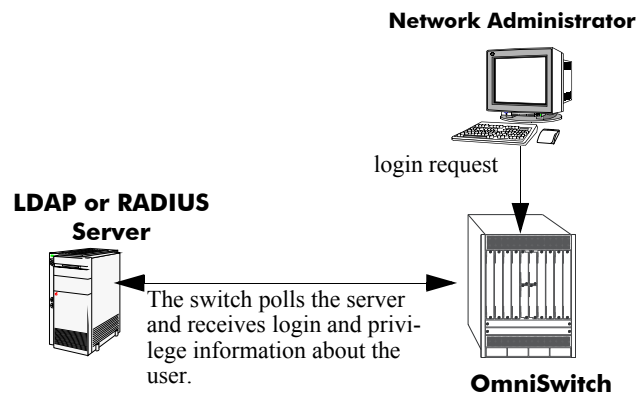 Network Administrator
login request
LDAP or RADIUS
Server
The switch polls the server
and receives login and privi-
lege information about the
user.
OmniSwitch